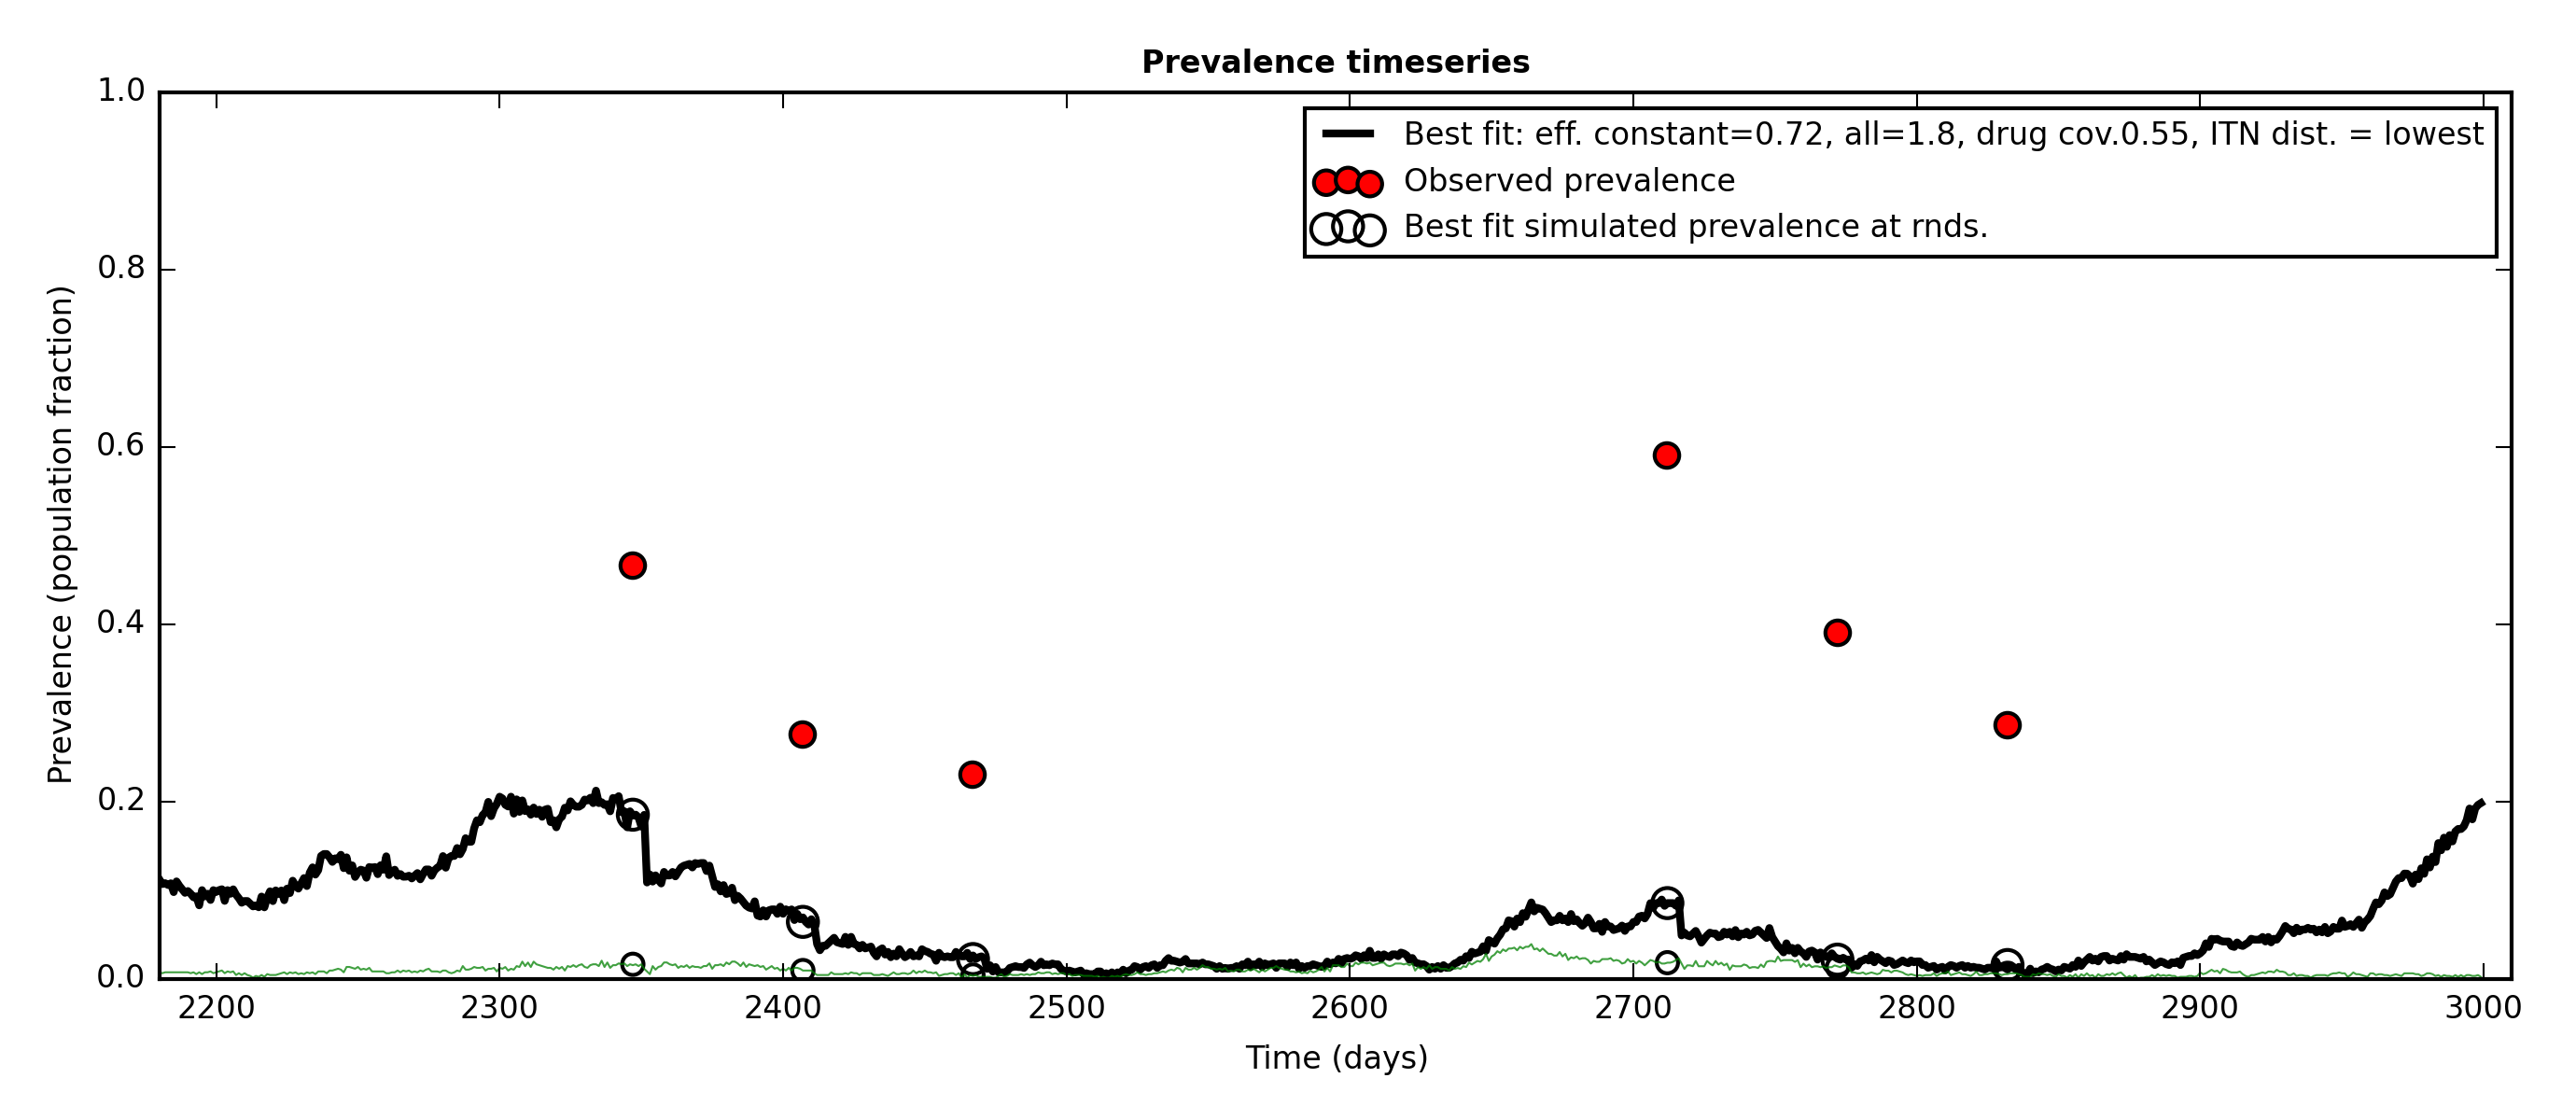 Prevalence timeseries
1.0
0.8
0.6
0.4
0.2
0.0
Prevalence (population fraction)
Best fit: eff. constant=0.72, all=1.8, drug cov.0.55, ITN dist. = lowest
Observed prevalence
Best fit simulated prevalence at rnds.
2200 2300 2400 2500 2600 2700 2800 2900 3000
Time (days)